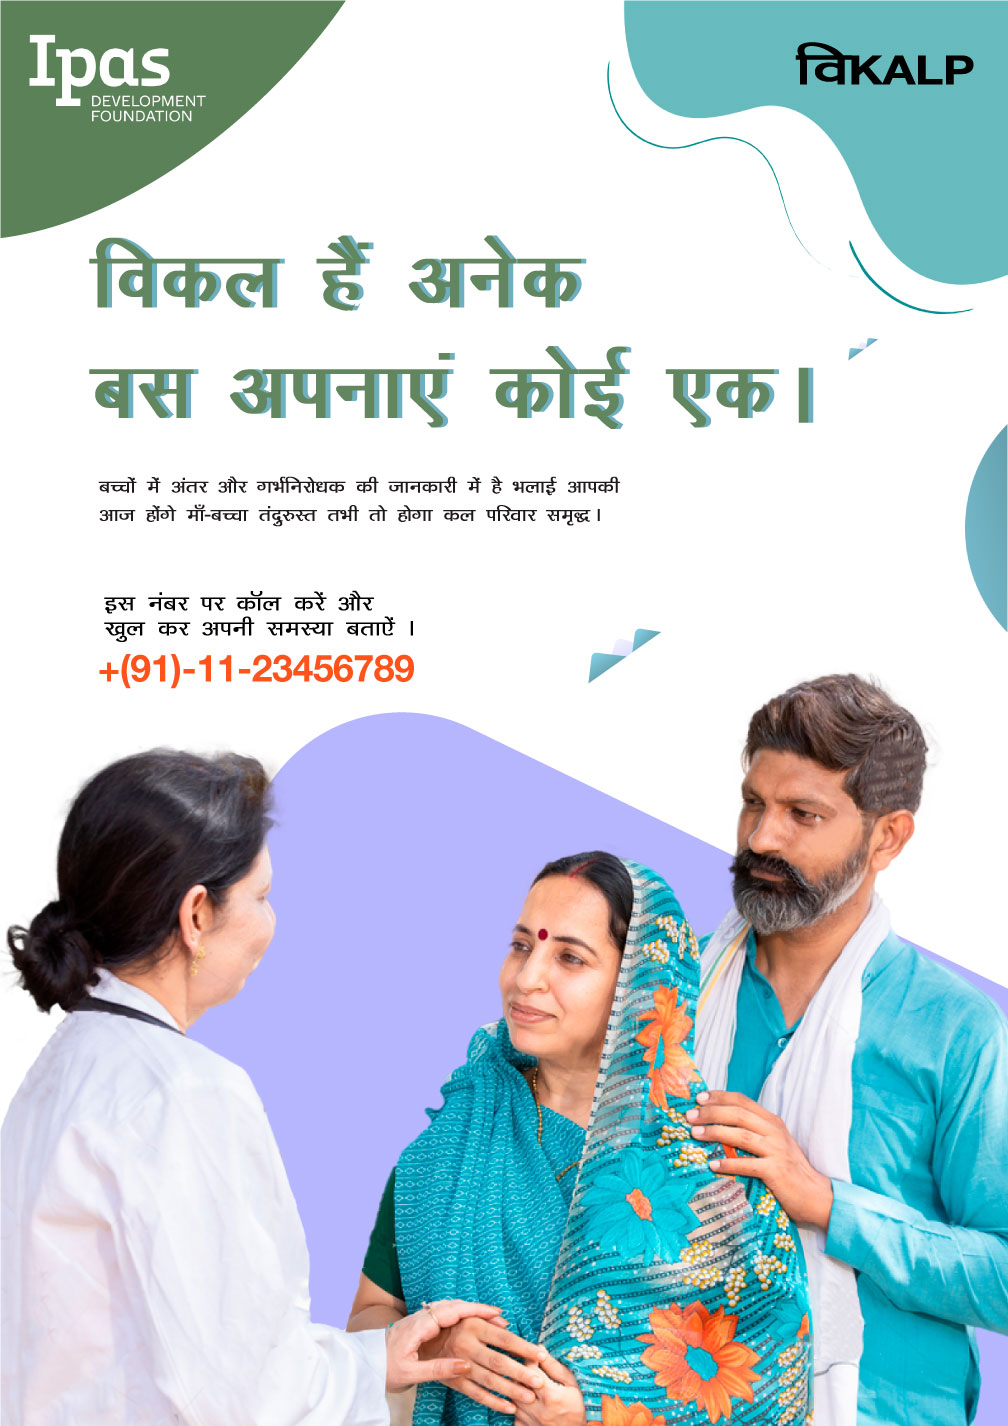 Ipas
DEVELOPMENT
FOUNDATION
विKALP
विकल हैं अनेक
बस अपनाएं कोई एक।
बच्चों में अंतर और गर्भनिरोधक की जानकारी में है भलाई आपकी
आज होंगे माँ-बच्चा तंदुरुस्त तभी तो होगा कल परिवार समृद्ध।
इस नंबर पर कॉल करें और
खुल कर अपनी समस्या बताऐं ।
+(91)-11-23456789